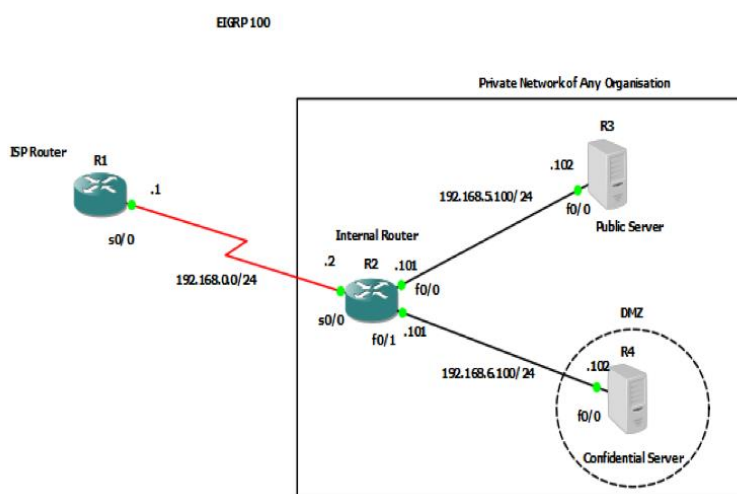 EIGRP 100
Private Network of Any Organisation
R3
ISP Router
R1
.102
.1
192.168.5.100/24
f0/0
Public Server
s0/0
Internal Router
.2
R2
.101
192.168.0.0/24
f0/0
s0/0
.101
f0/1
DMZ
R4
.102
192.168.6.100/24
f0/0
Confidential Server